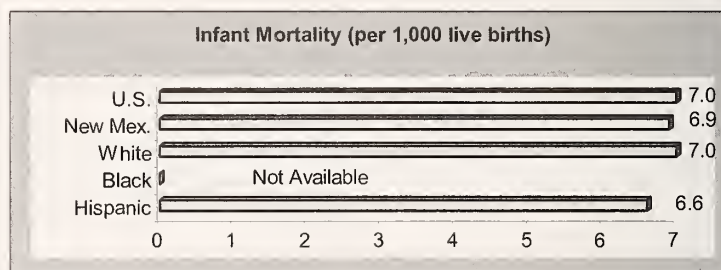 Infant Mortality (per 1,000 live births)
U.S. 7.0
New Mex. 6.9
White 7.0
Black Not Available
Hispanic 6.6
0 1 2 3 4 5 6 7